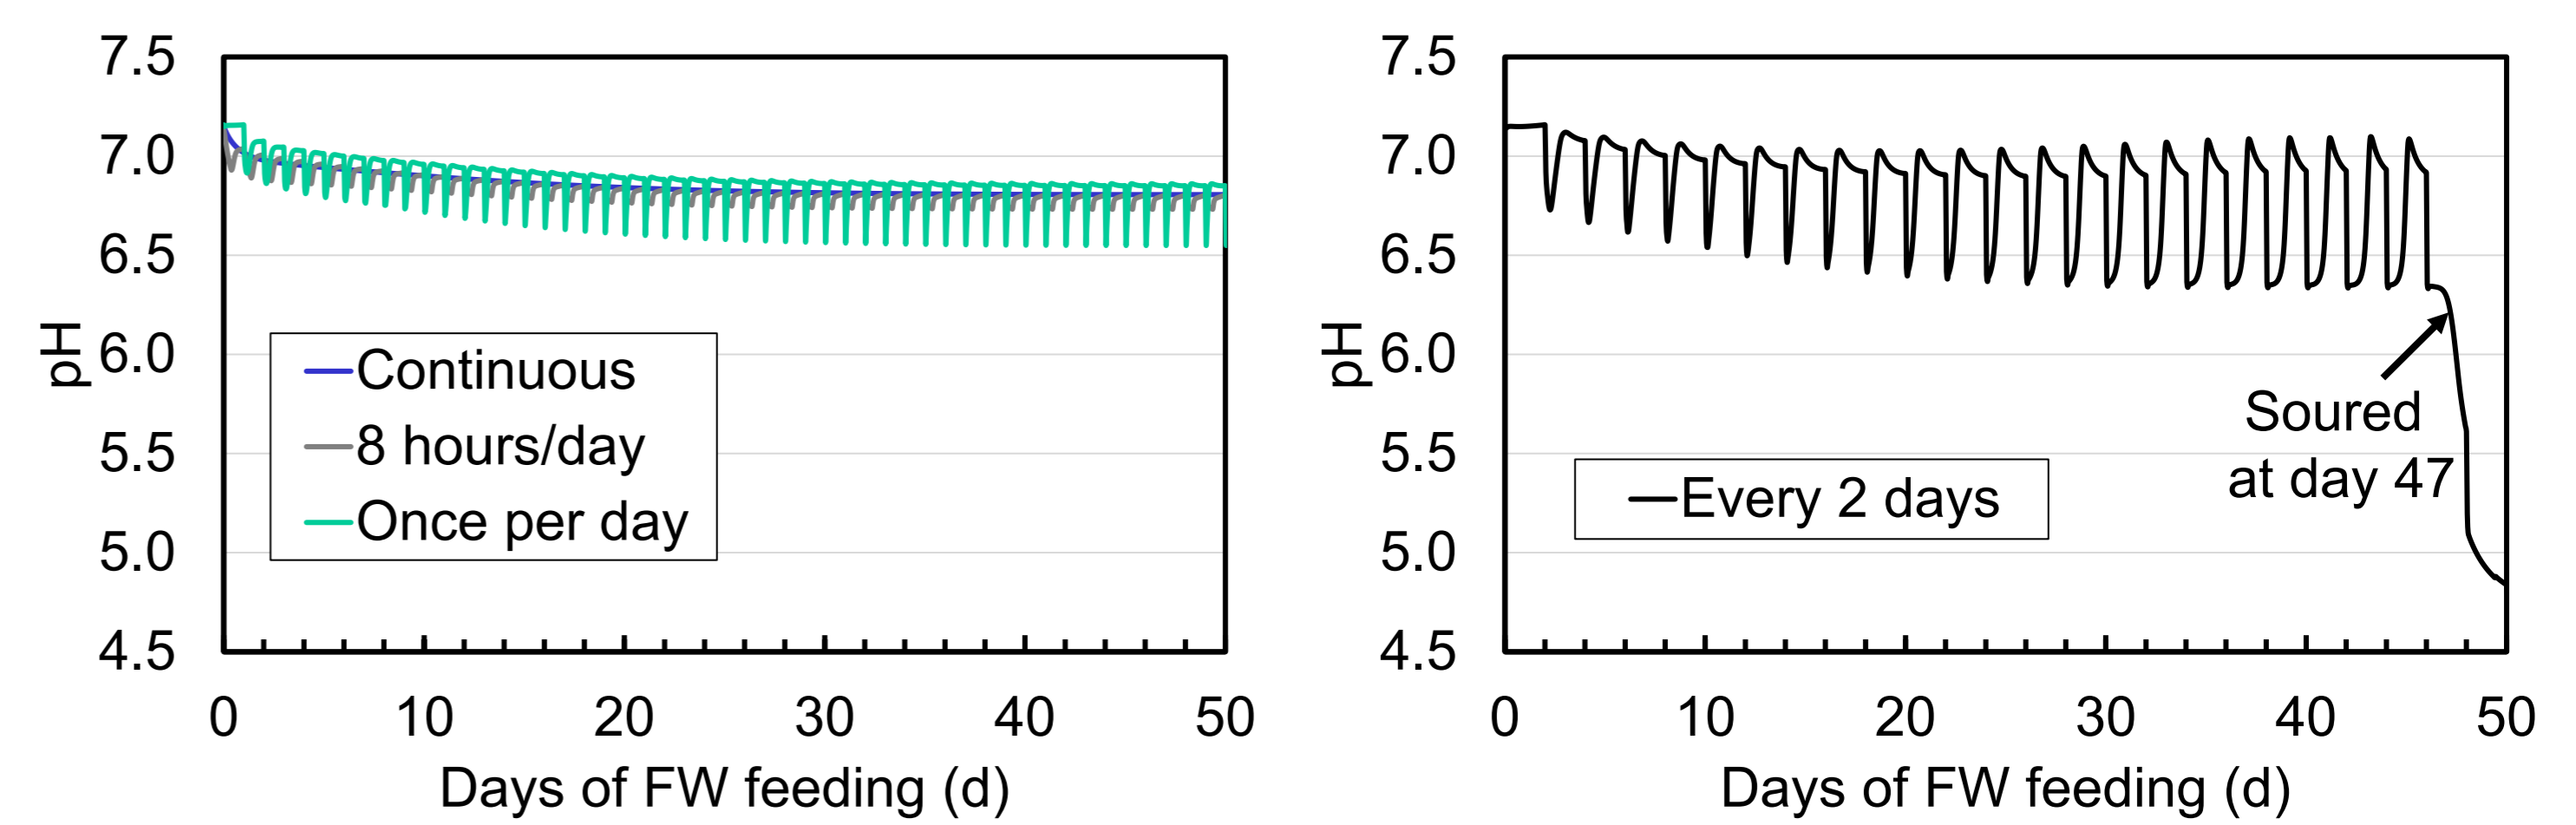 7.5
7.0
6.5
6.0
5.5
5.0
4.5
pH
Continuous
8 hours/day
Once per day
0 10 20 30 40 50
Days of FW feeding (d)
7.5
7.0
6.5
6.0
5.5
5.0
4.5
pH
Soured
at day 47
Every 2 days
0 10 20 30 40 50
Days of FW feeding (d)